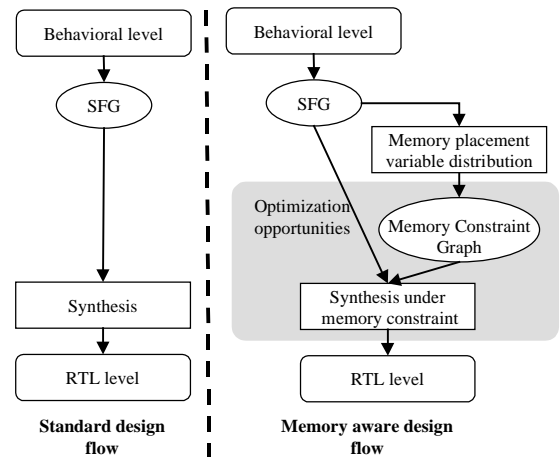 Behavioral level
SFG
Synthesis
RTL level
Standard design
flow
Behavioral level
SFG
Memory placement
variable distribution
Optimization
opportunities
Memory Constraint
Graph
Synthesis under
memory constraint
RTL level
Memory aware design
flow